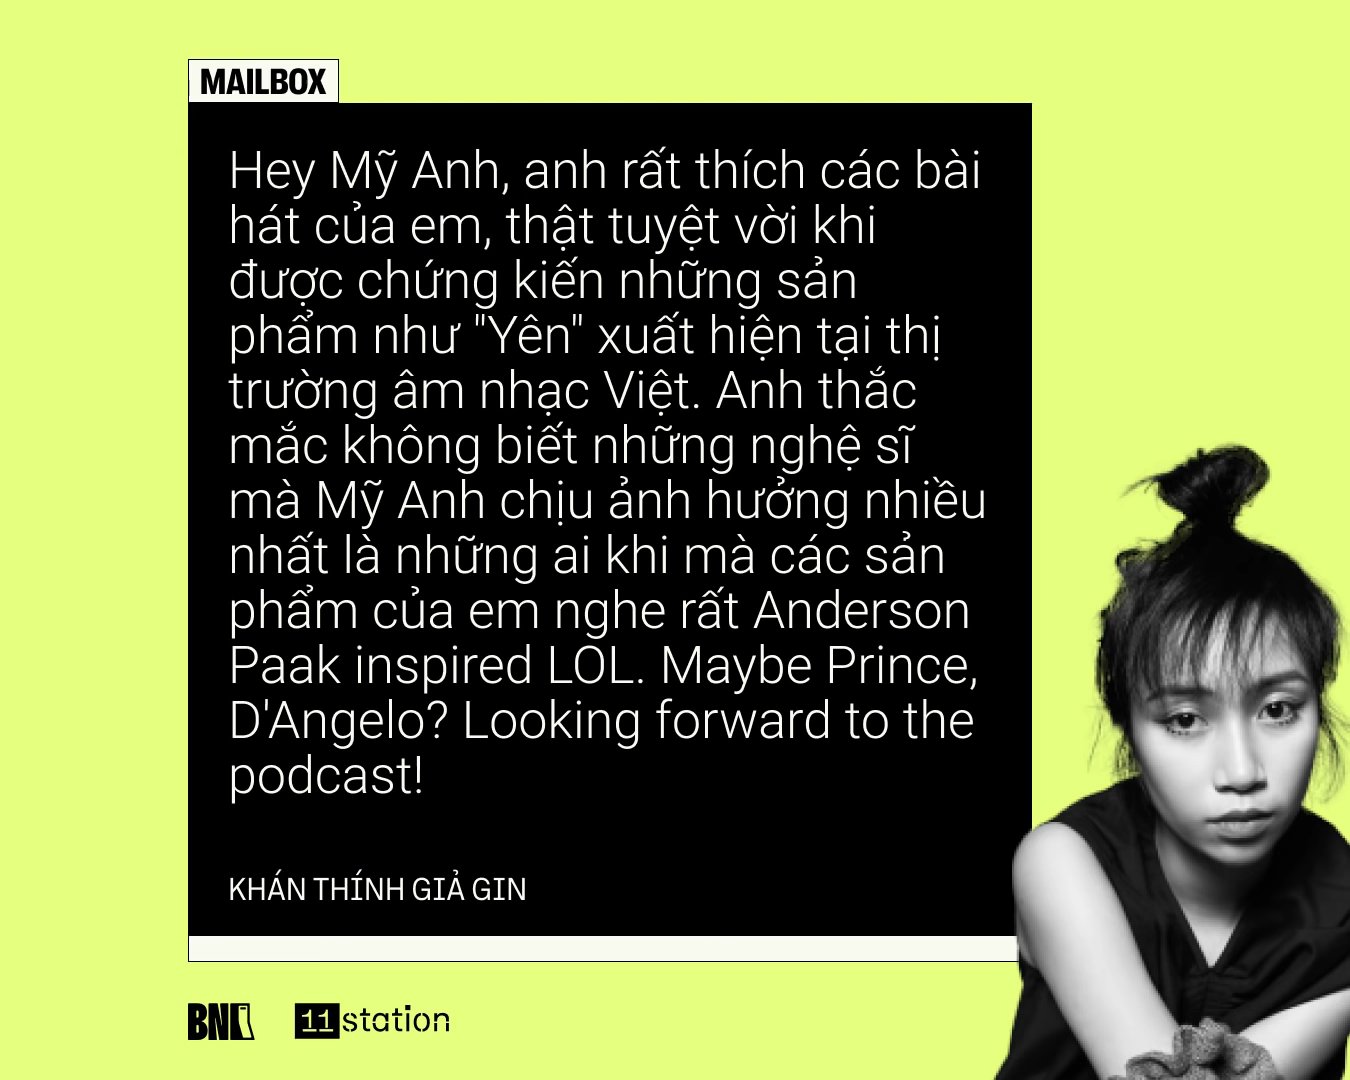 MAILBOX
Hey Mỹ Anh, anh rất thích các bài
hát của em, thật tuyệt vời khi
được chứng kiến những sản
phẩm như "Yên" xuất hiện tại thị
trường âm nhạc Việt. Anh thắc
mắc không biết những nghệ sĩ
mà Mỹ Anh chịu ảnh hưởng nhiều
nhất là những ai khi mà các sản
phẩm của em nghe rất Anderson
Paak inspired LOL. Maybe Prince,
D'Angelo? Looking forward to the
podcast!
KHÁN THÍNH GIẢ GIN
BNL 11station